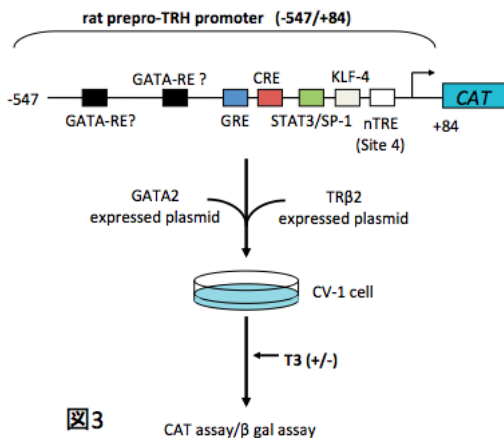 rat prepro-TRH promoter (-547/+84)
GATA-RE ?
CRE
KLF-4
-547
CAT
GATA-RE?
GRE
STAT3/SP-1
nTRE
(Site 4)
+84
GATA2
expressed plasmid
TRβ2
expressed plasmid
CV-1 cell
T3 (+/-)
図3
CAT assay/β gal assay